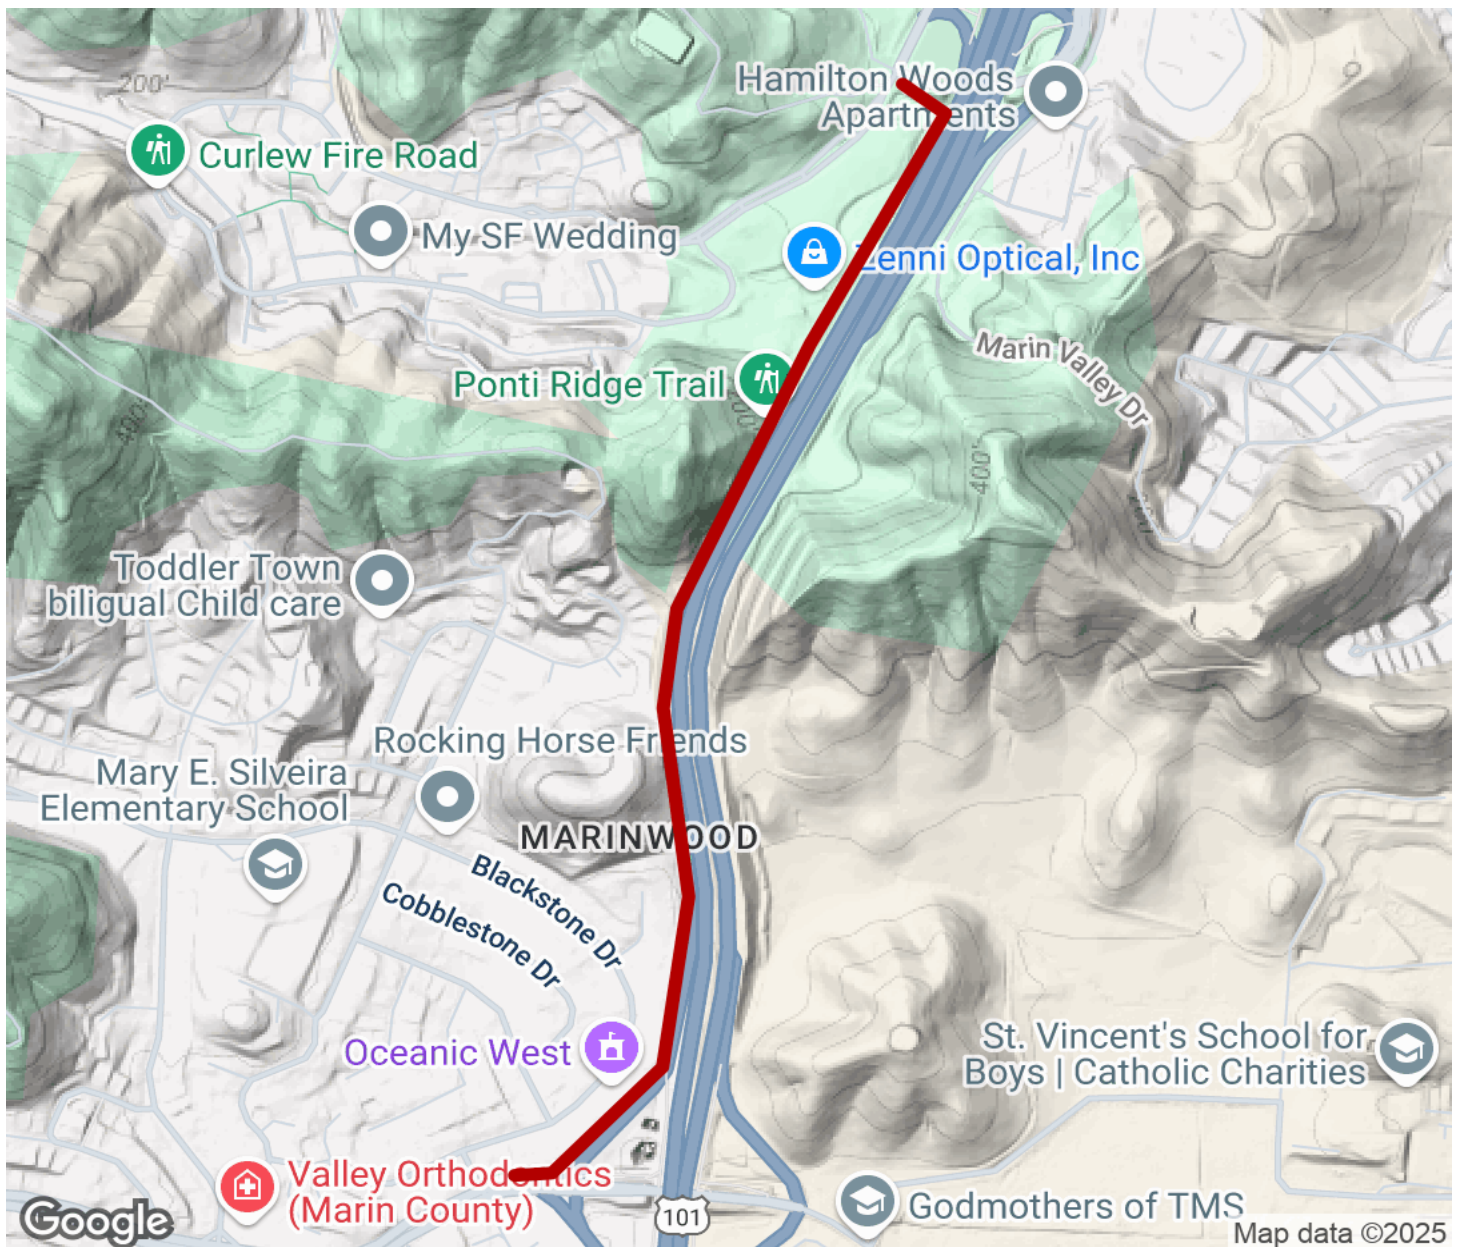 200'
Hamilton Woods
Apartments
Curlew Fire Road
My SF Wedding
Zenni Optical, Inc
Marin Valley Dr
Ponti Ridge Trail
400'
400'
Toddler Town
biligual Child care
Rocking Horse Friends
Mary E. Silveira
Elementary School
MARINWOOD
Blackstone Dr
Cobblestone Dr
Oceanic West
St. Vincent's School for
Boys | Catholic Charities
Valley Orthodontics
(Marin County)
101
Godmothers of TMS
Google
Map data ©2025